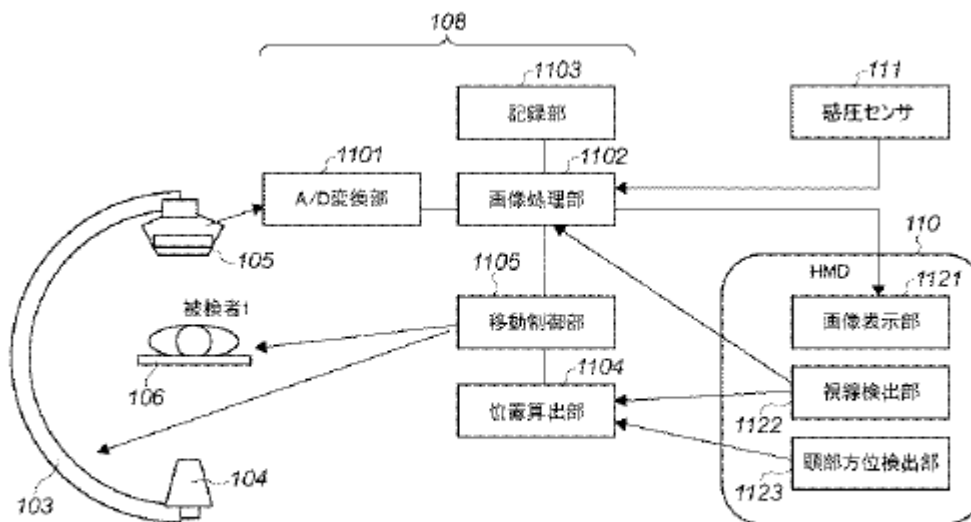 108
1103
記録部
111
感圧センサ
1101
A/D変換部
1102
画像処理部
105
110
HMD
1121
画像表示部
1105
移動制御部
被検者1
106
1104
位置算出部
視線検出部
1122
頭部方位検出部
1123
104
103